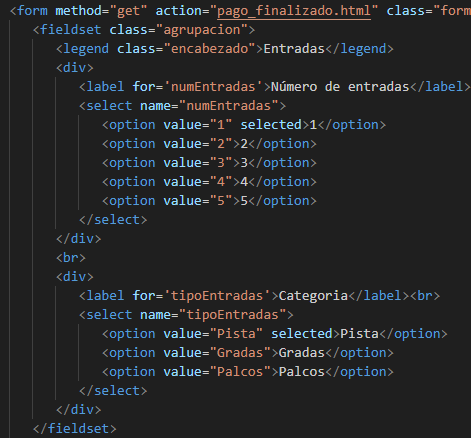 <form method="get" action="pago_finalizado.html" class="form
<fieldset class="agrupacion">
<legend class="encabezado">Entradas</legend>
<div>
<label for='numEntradas'>Número de entradas</label>
<select name="numEntradas">
<option value="1" selected>1</option>
<option value="2">2</option>
<option value="3">3</option>
<option value="4">4</option>
<option value="5">5</option>
</select>
</div>
<br>
<div>
<label for='tipoEntradas'>Categoria</label><br>
<select name="tipoEntradas">
<option value="Pista" selected>Pista</option>
<option value="Gradas">Gradas</option>
<option value="Palcos">Palcos</option>
</select>
</div>
</fieldset>